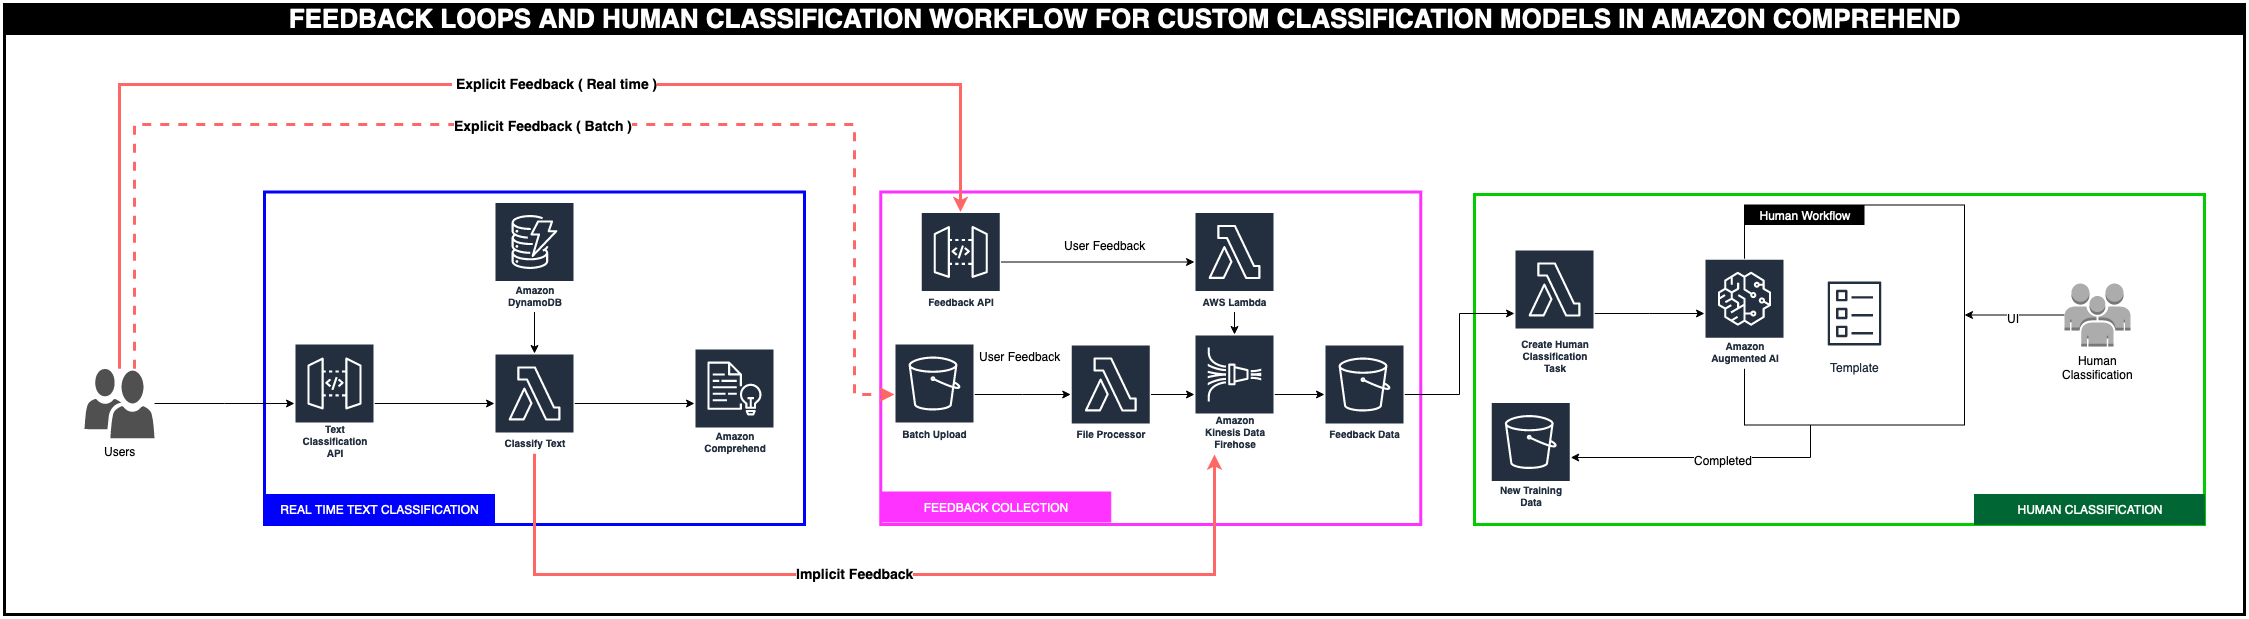 FEEDBACK LOOPS AND HUMAN CLASSIFICATION WORKFLOW FOR CUSTOM CLASSIFICATION MODELS IN AMAZON COMPREHEND
Explicit Feedback ( Real time )
Explicit Feedback ( Batch )
Users
Amazon
DynamoDB
Text
Classification
API
Classify Text
Amazon
Comprehend
REAL TIME TEXT CLASSIFICATION
Implicit Feedback
Feedback API
User Feedback
AWS Lambda
Batch Upload
User Feedback
File Processor
Amazon
Kinesis Data
Firehose
Feedback Data
FEEDBACK COLLECTION
Human Workflow
Create Human
Classification
Task
Amazon
Augmented AI
Template
UI
Human
Classification
Completed
New Training
Data
HUMAN CLASSIFICATION